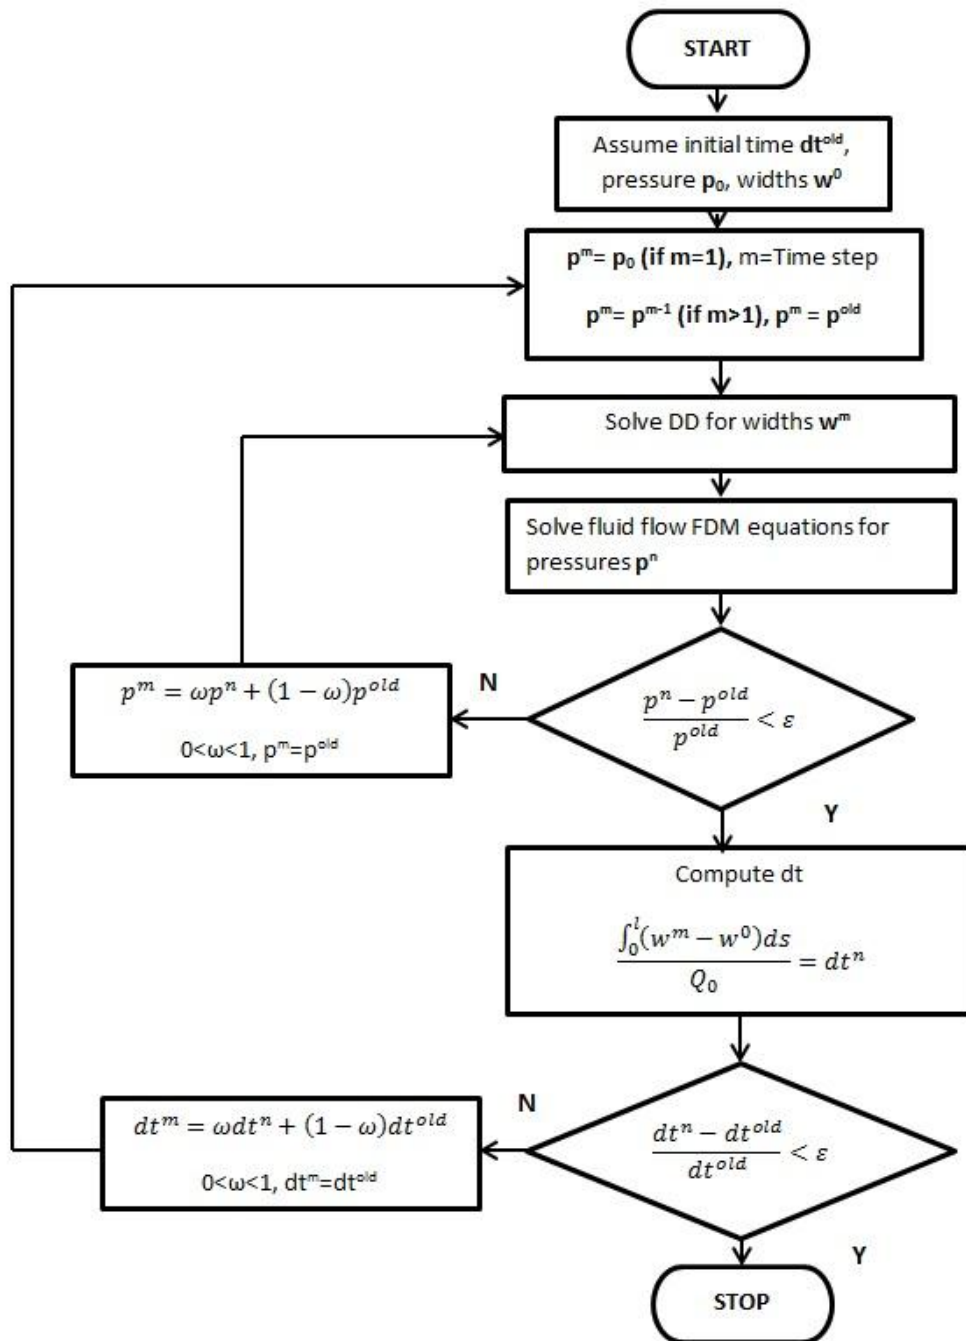 START
Assume initial time dt^old,
pressure p₀, widths w⁰
p^m= p₀ (if m=1), m=Time step
p^m= p^m-1 (if m>1), p^m = p^old
Solve DD for widths w^m
Solve fluid flow FDM equations for
pressures p^n
N
p^m = ωp^n + (1 − ω)p^old
0<ω<1, p^m=p^old
(p^n − p^old)/p^old < ε
Y
Compute dt
∫₀^l(w^m − w⁰)ds/Q₀ = dt^n
N
dt^m = ωdt^n + (1 − ω)dt^old
0<ω<1, dt^m=dt^old
(dt^n − dt^old)/dt^old < ε
Y
STOP